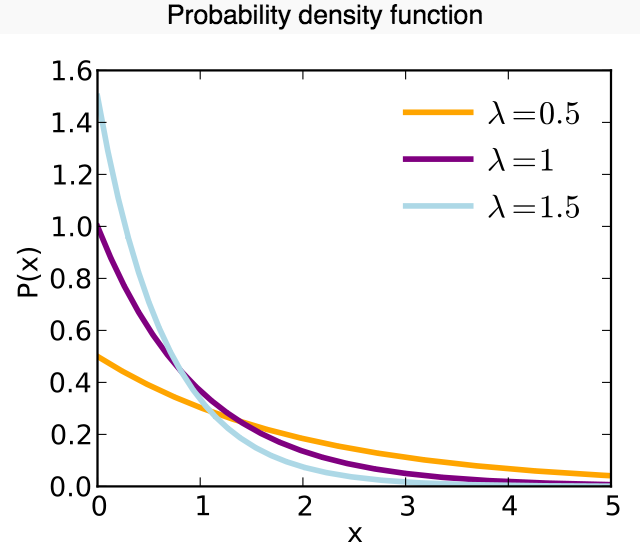 Probability density function
1.6
1.4
1.2
1.0
0.8
0.6
0.4
0.2
0.0
P(x)
λ=0.5
λ=1
λ=1.5
0 1 2 3 4 5
x